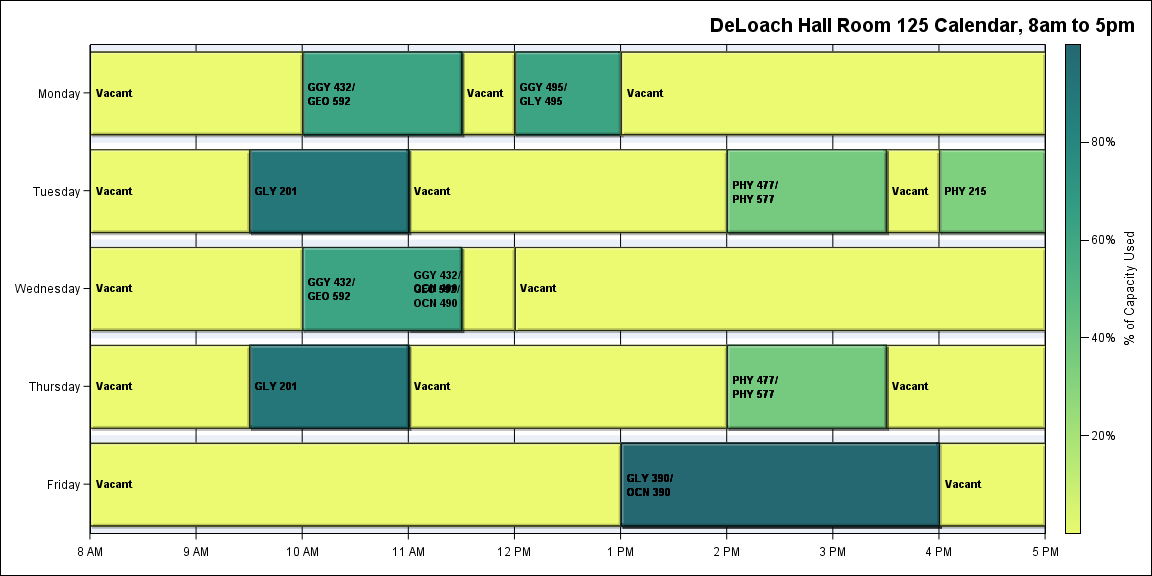 DeLoach Hall Room 125 Calendar, 8am to 5pm
Monday
Vacant
GGY 432/
GEO 592
Vacant
GGY 495/
GLY 495
Vacant
Tuesday
Vacant
GLY 201
Vacant
PHY 477/
PHY 577
Vacant
PHY 215
Wednesday
Vacant
GGY 432/
GEO 592
GGY 432/
OCN 490
Vacant
Thursday
Vacant
GLY 201
Vacant
PHY 477/
PHY 577
Vacant
Friday
Vacant
GLY 390/
OCN 390
Vacant
8 AM
9 AM
10 AM
11 AM
12 PM
1 PM
2 PM
3 PM
4 PM
5 PM
80%
60%
40%
20%
% of Capacity Used